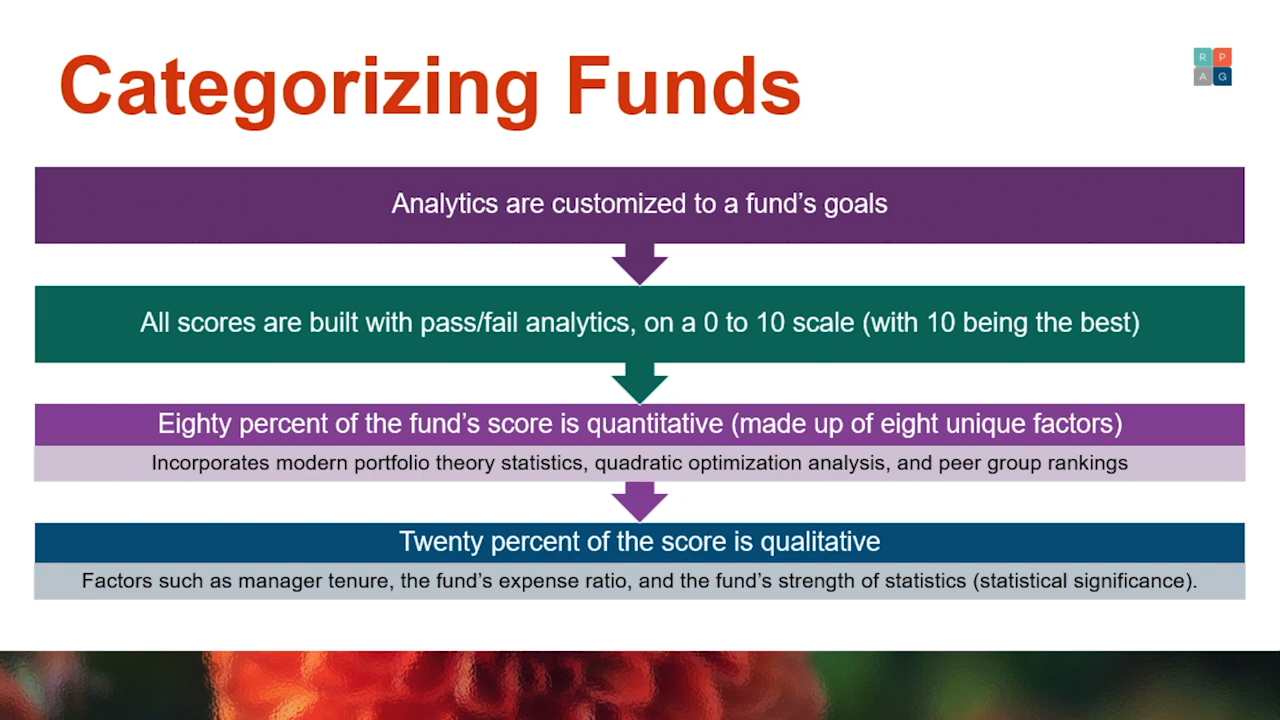 Categorizing Funds
R P
A G
Analytics are customized to a fund’s goals
All scores are built with pass/fail analytics, on a 0 to 10 scale (with 10 being the best)
Eighty percent of the fund’s score is quantitative (made up of eight unique factors)
Incorporates modern portfolio theory statistics, quadratic optimization analysis, and peer group rankings
Twenty percent of the score is qualitative
Factors such as manager tenure, the fund’s expense ratio, and the fund’s strength of statistics (statistical significance).